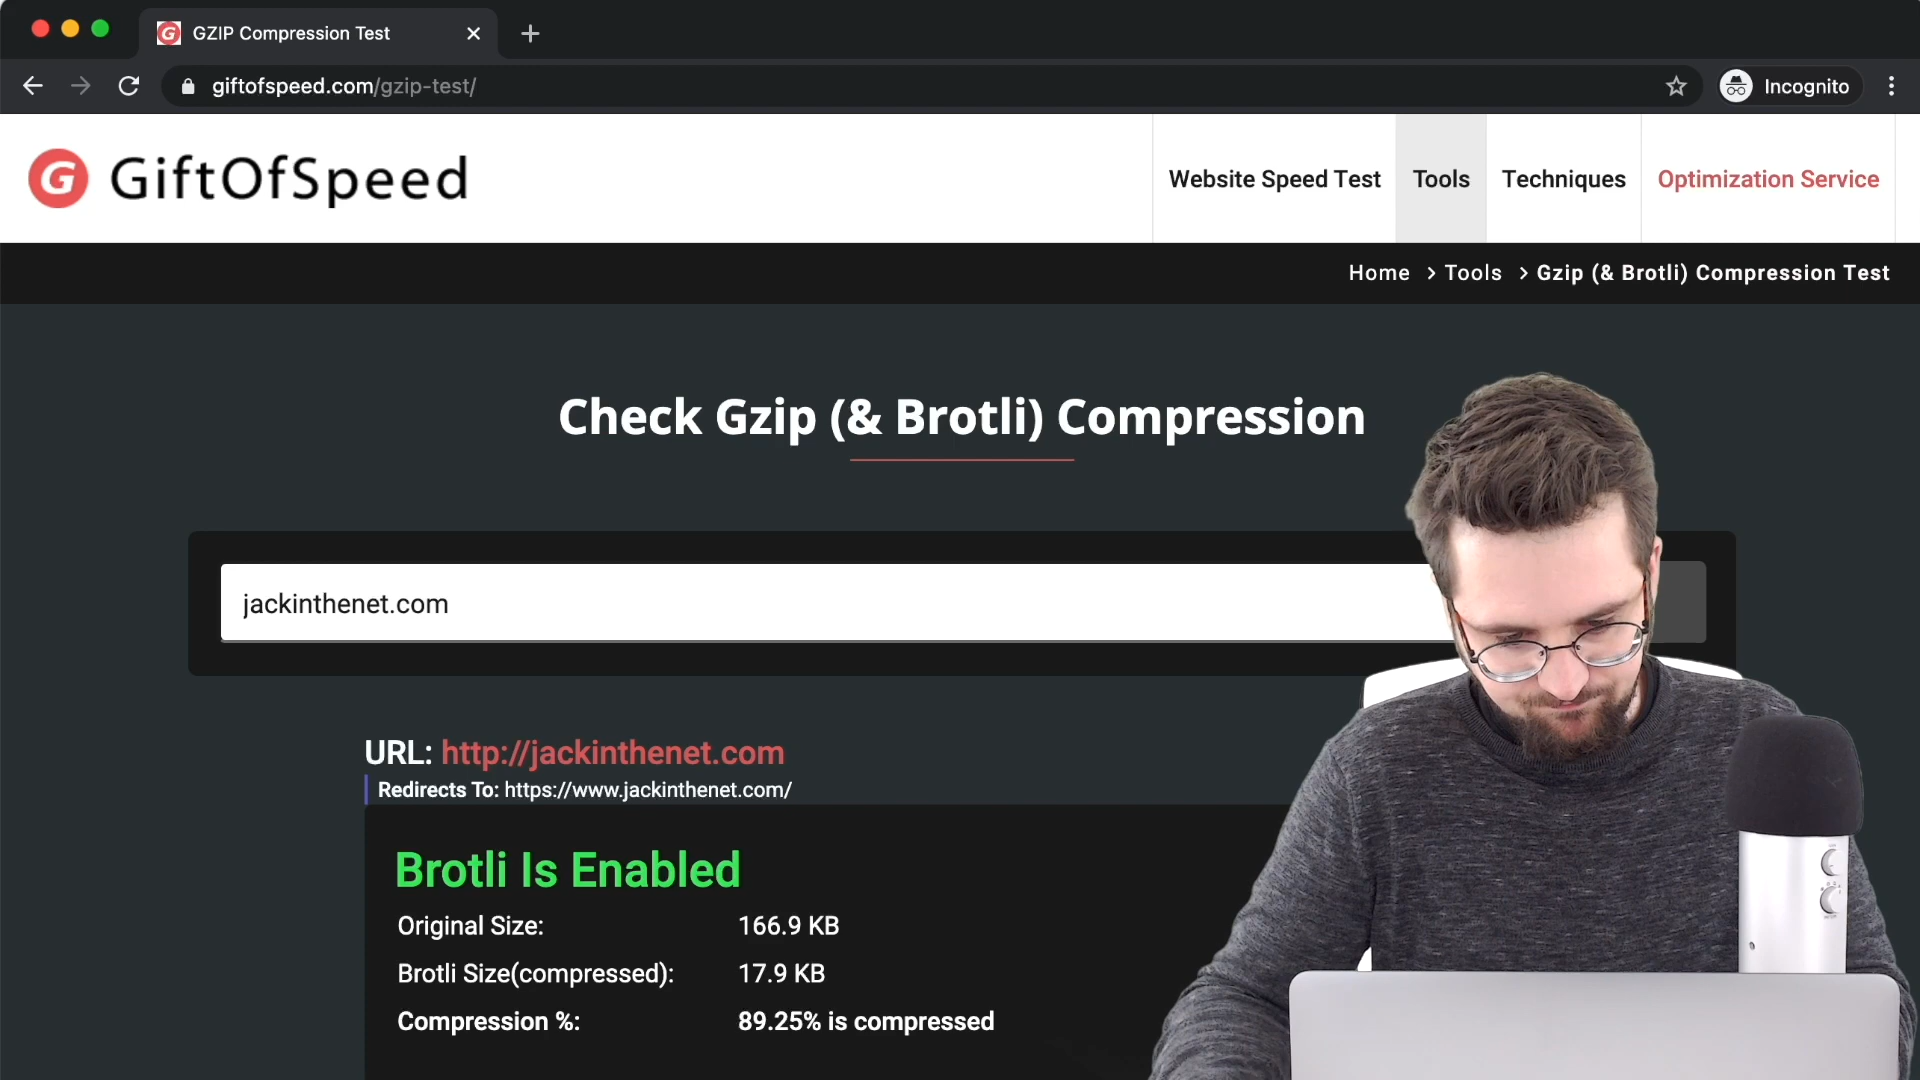 GZIP Compression Test
giftofspeed.com/gzip-test/
Incognito
G GiftOfSpeed
Website Speed Test
Tools
Techniques
Optimization Service
Home > Tools > Gzip (& Brotli) Compression Test
Check Gzip (& Brotli) Compression
jackinthenet.com
URL: http://jackinthenet.com
Redirects To: https://www.jackinthenet.com/
Brotli Is Enabled
Original Size: 166.9 KB
Brotli Size(compressed): 17.9 KB
Compression %: 89.25% is compressed